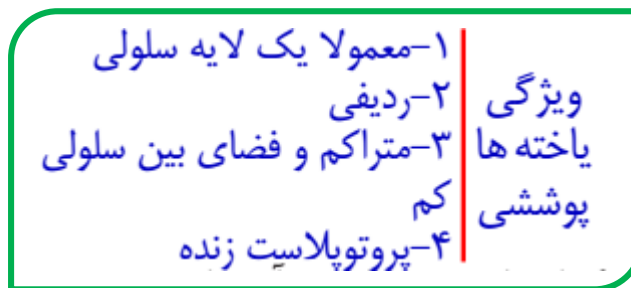 ویژگی
یاخته ها
پوششی
۱-معمولا یک لایه سلولی
۲-ردیفی
۳-متراکم و فضای بین سلولی
کم
۴-پروتوپلاست زنده